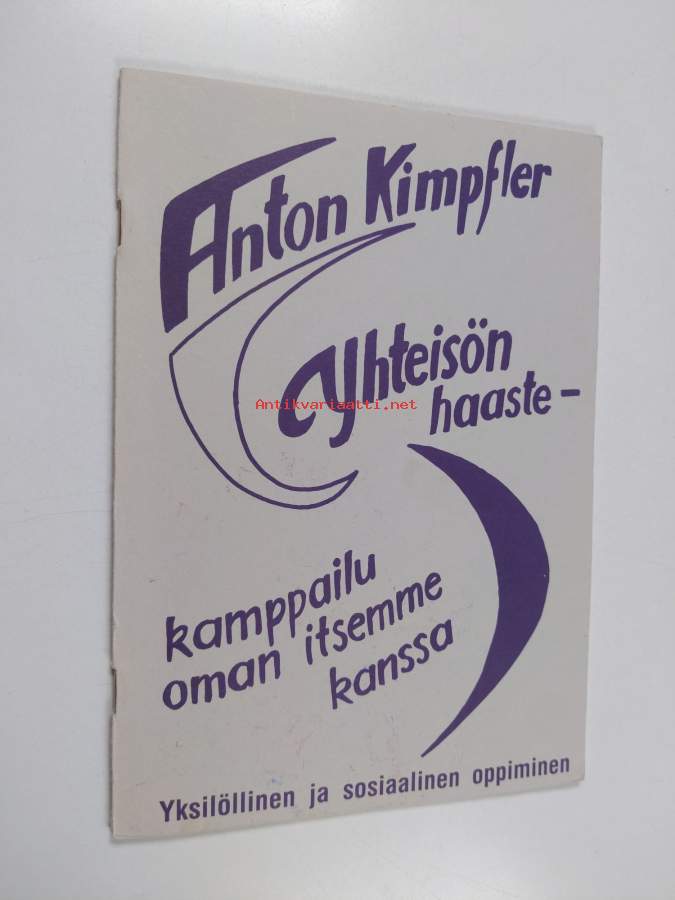 Anton Kimpfler
Yhteisön
haaste –
Antikvariaatti.net
kamppailu
oman itsemme
kanssa
Yksilöllinen ja sosiaalinen oppiminen